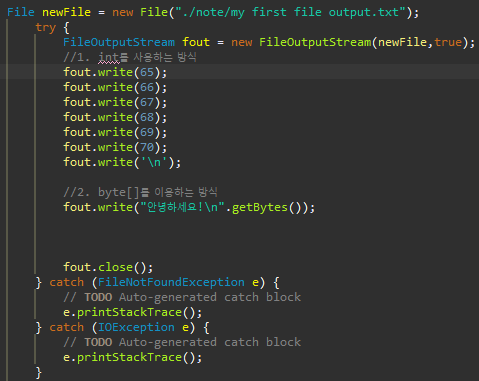 File newFile = new File("./note/my first file output.txt");
try {
FileOutputStream fout = new FileOutputStream(newFile,true);
//1. int를 사용하는 방식
fout.write(65);
fout.write(66);
fout.write(67);
fout.write(68);
fout.write(69);
fout.write(70);
fout.write('\n');
//2. byte[]를 이용하는 방식
fout.write("안녕하세요!\n".getBytes());
fout.close();
} catch (FileNotFoundException e) {
// TODO Auto-generated catch block
e.printStackTrace();
} catch (IOException e) {
// TODO Auto-generated catch block
e.printStackTrace();
}